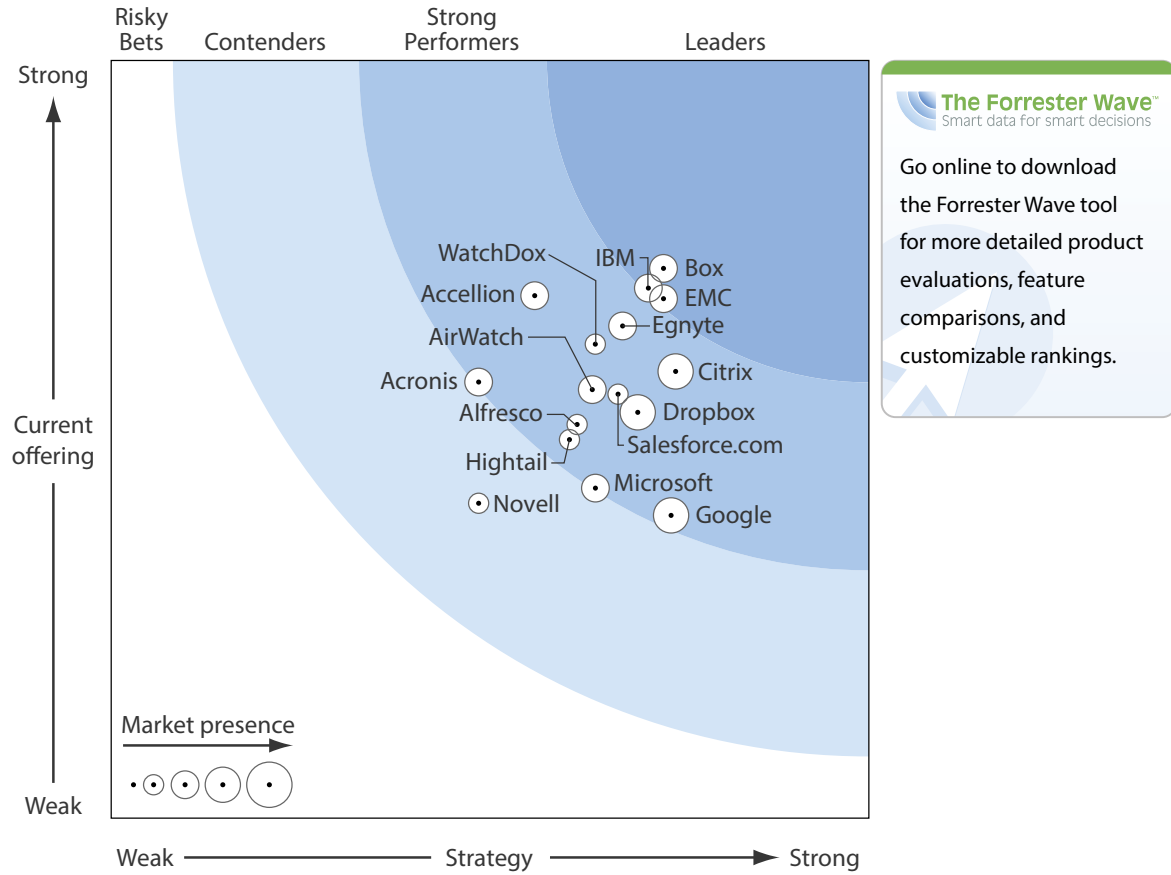 Risky
Bets
Contenders
Strong
Performers
Leaders
Strong
Current
offering
Weak
WatchDox
IBM
Box
Accellion
EMC
Egnyte
AirWatch
Citrix
Acronis
Alfresco
Dropbox
Salesforce.com
Hightail
Microsoft
Novell
Google
Market presence
Weak
Strategy
Strong
The Forrester Wave™
Smart data for smart decisions
Go online to download
the Forrester Wave tool
for more detailed product
evaluations, feature
comparisons, and
customizable rankings.